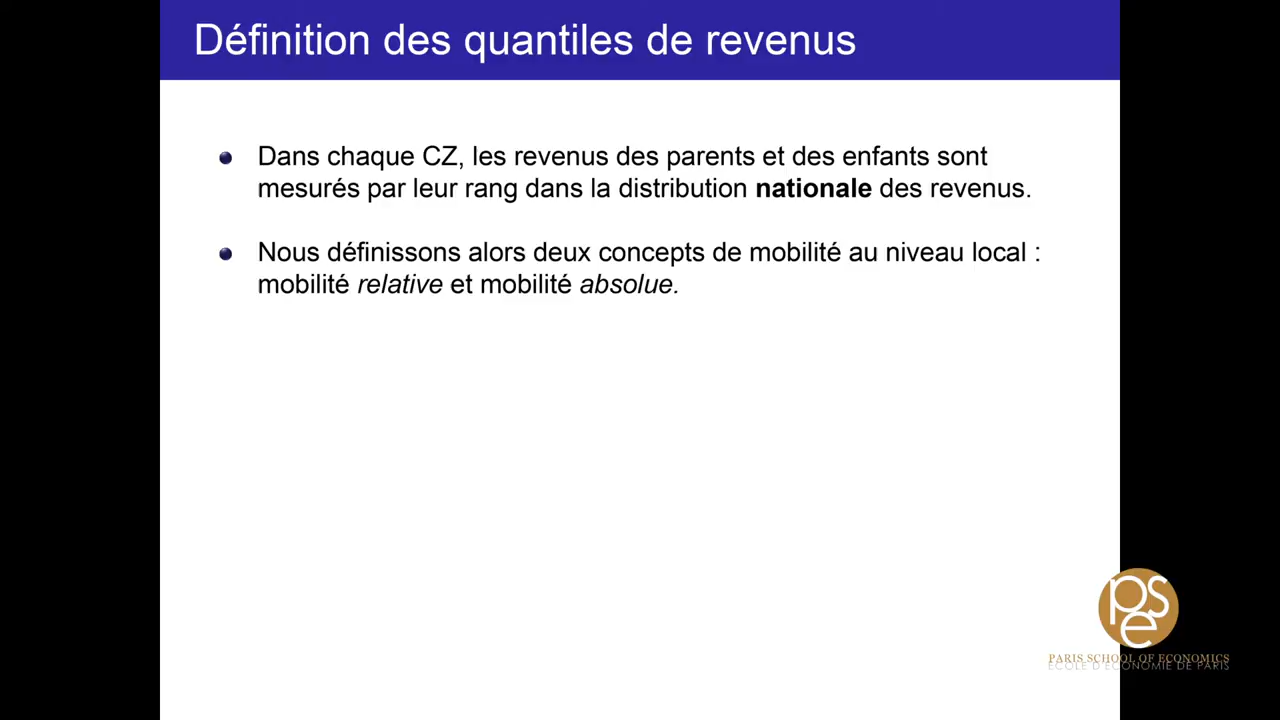 Définition des quantiles de revenus
Dans chaque CZ, les revenus des parents et des enfants sont
mesurés par leur rang dans la distribution nationale des revenus.
Nous définissons alors deux concepts de mobilité au niveau local :
mobilité relative et mobilité absolue.
pse
PARIS SCHOOL OF ECONOMICS
ECOLE D'ECONOMIE DE PARIS